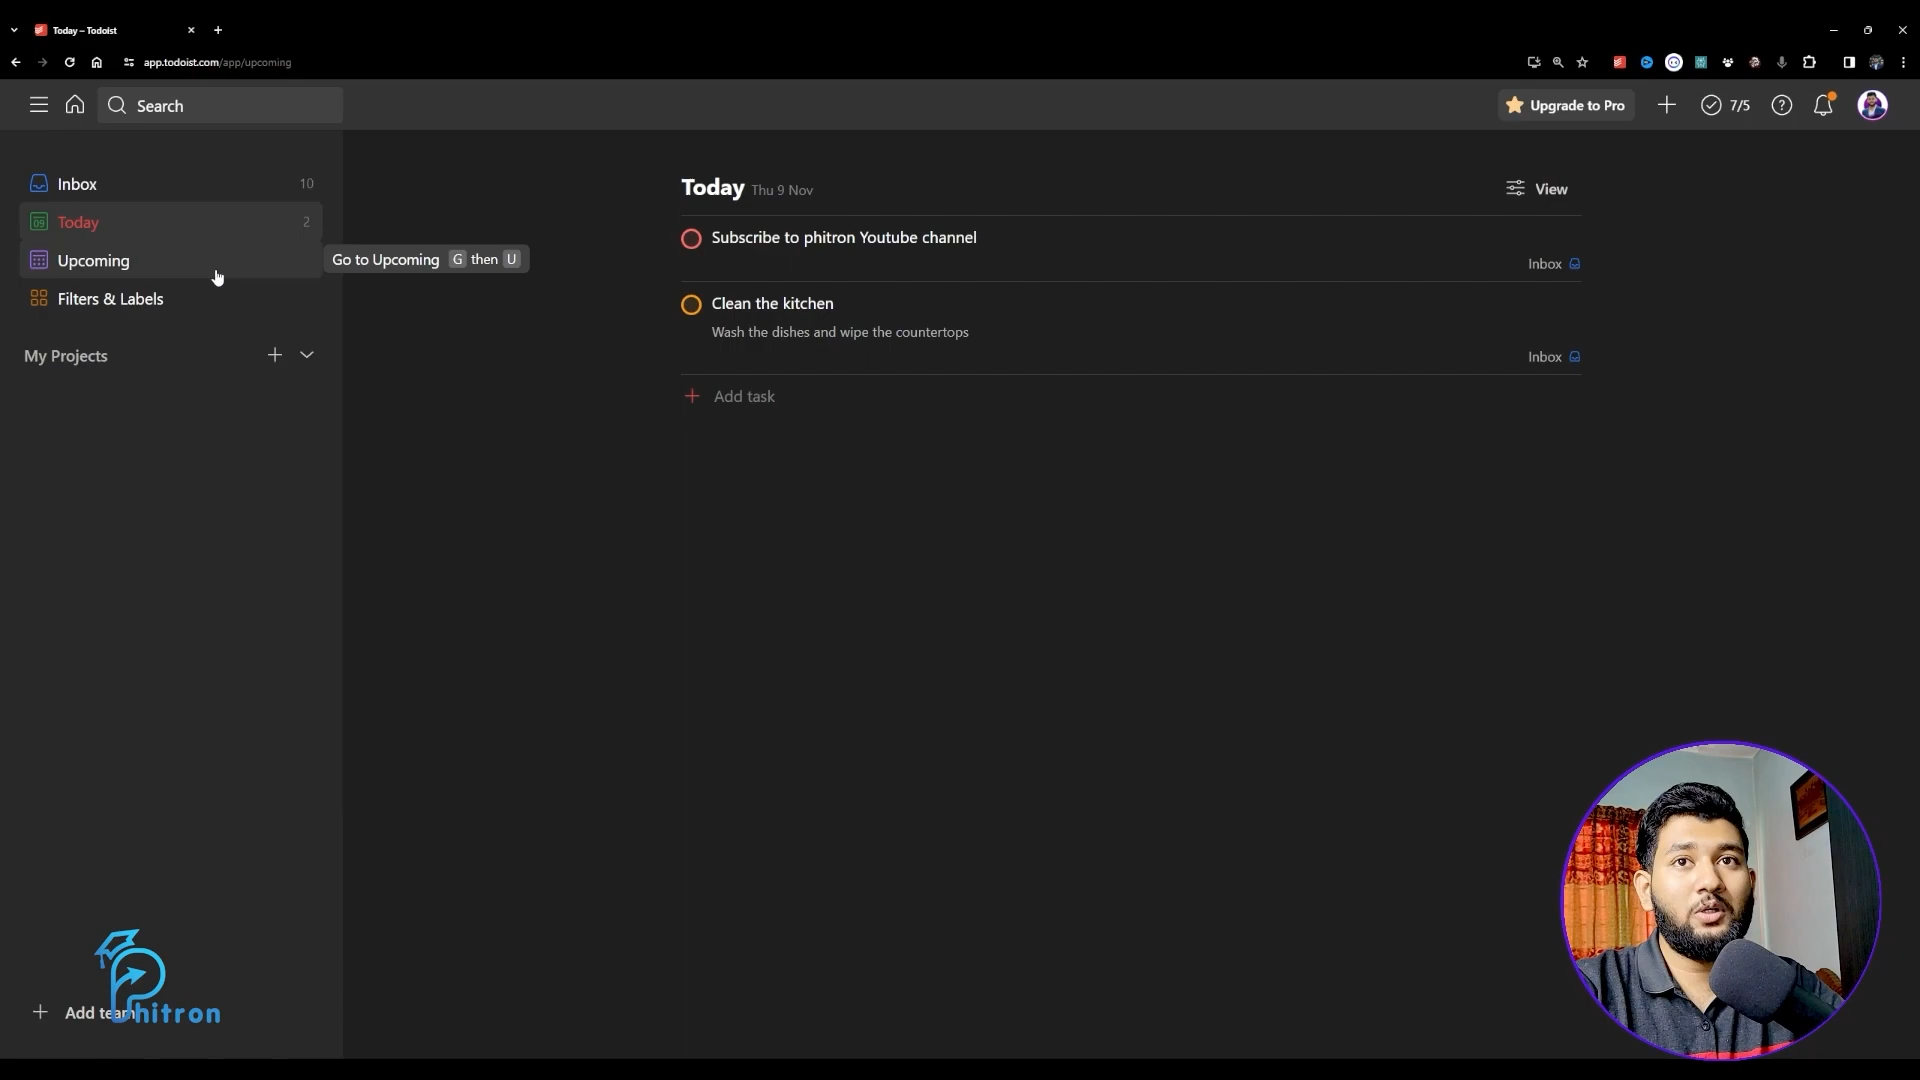 Today – Todoist
app.todoist.com/app/upcoming
Search
Upgrade to Pro
7/5
Inbox 10
09 Today 2
Upcoming
Go to Upcoming G then U
Filters & Labels
My Projects
Add team
Phitron
Today Thu 9 Nov
View
Subscribe to phitron Youtube channel
Inbox
Clean the kitchen
Wash the dishes and wipe the countertops
Inbox
Add task